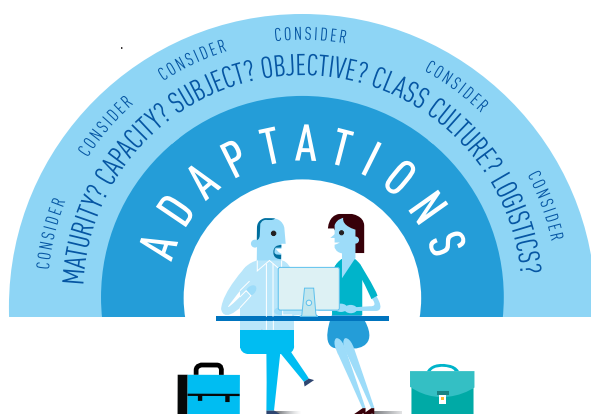 CONSIDER
MATURITY?
CONSIDER
CAPACITY?
CONSIDER
SUBJECT?
CONSIDER
OBJECTIVE?
CONSIDER
CLASS CULTURE?
CONSIDER
LOGISTICS?
ADAPTATIONS